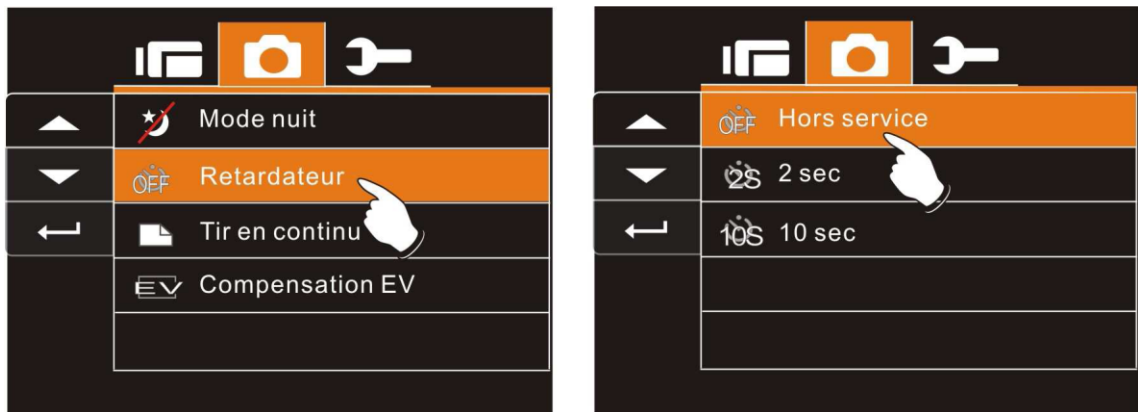 Mode nuit
OFF Retardateur
Tir en continu
EV Compensation EV
OFF Hors service
2S 2 sec
10S 10 sec